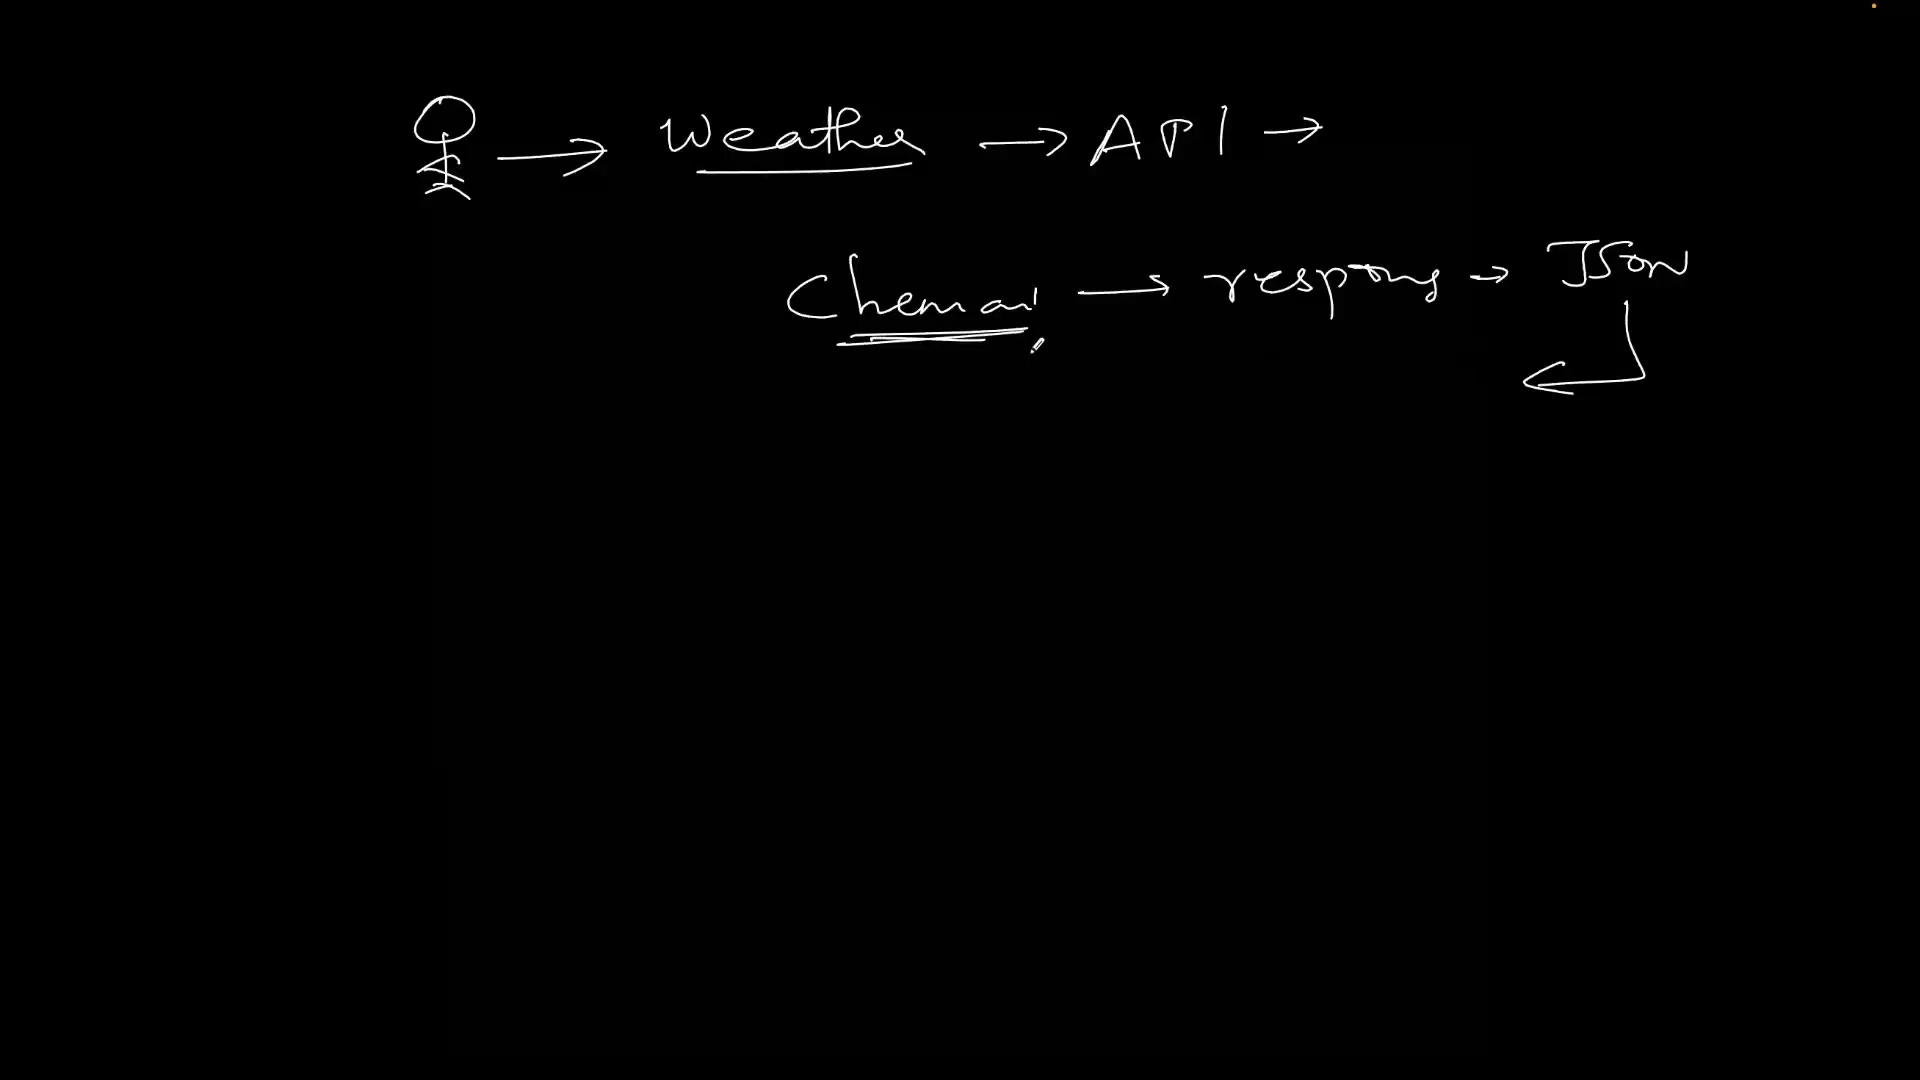 Weather → API →
Chennai → respons → JSon